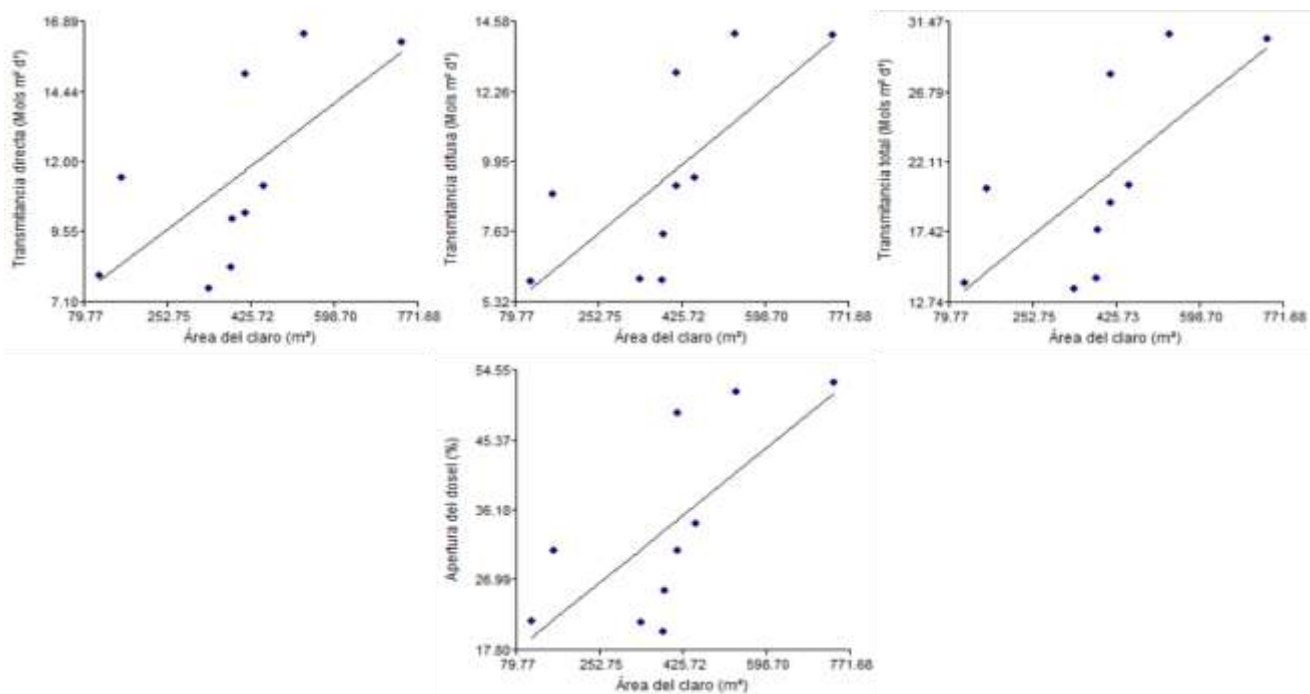 16.89
14.44
12.00
9.55
7.10
Transmitancia directa (Mols m² d¹)
79.77 252.75 425.72 598.70 771.68
Área del claro (m²)
14.58
12.26
9.95
7.63
5.32
Transmitancia difusa (Mols m² d¹)
79.77 252.75 425.72 598.70 771.68
Área del claro (m²)
31.47
26.79
22.11
17.42
12.74
Transmitancia total (Mols m² d¹)
79.77 252.75 425.73 598.70 771.68
Área del claro (m²)
54.55
45.37
36.18
26.99
17.80
Apertura del dosel (%)
79.77 252.75 425.72 598.70 771.68
Área del claro (m²)